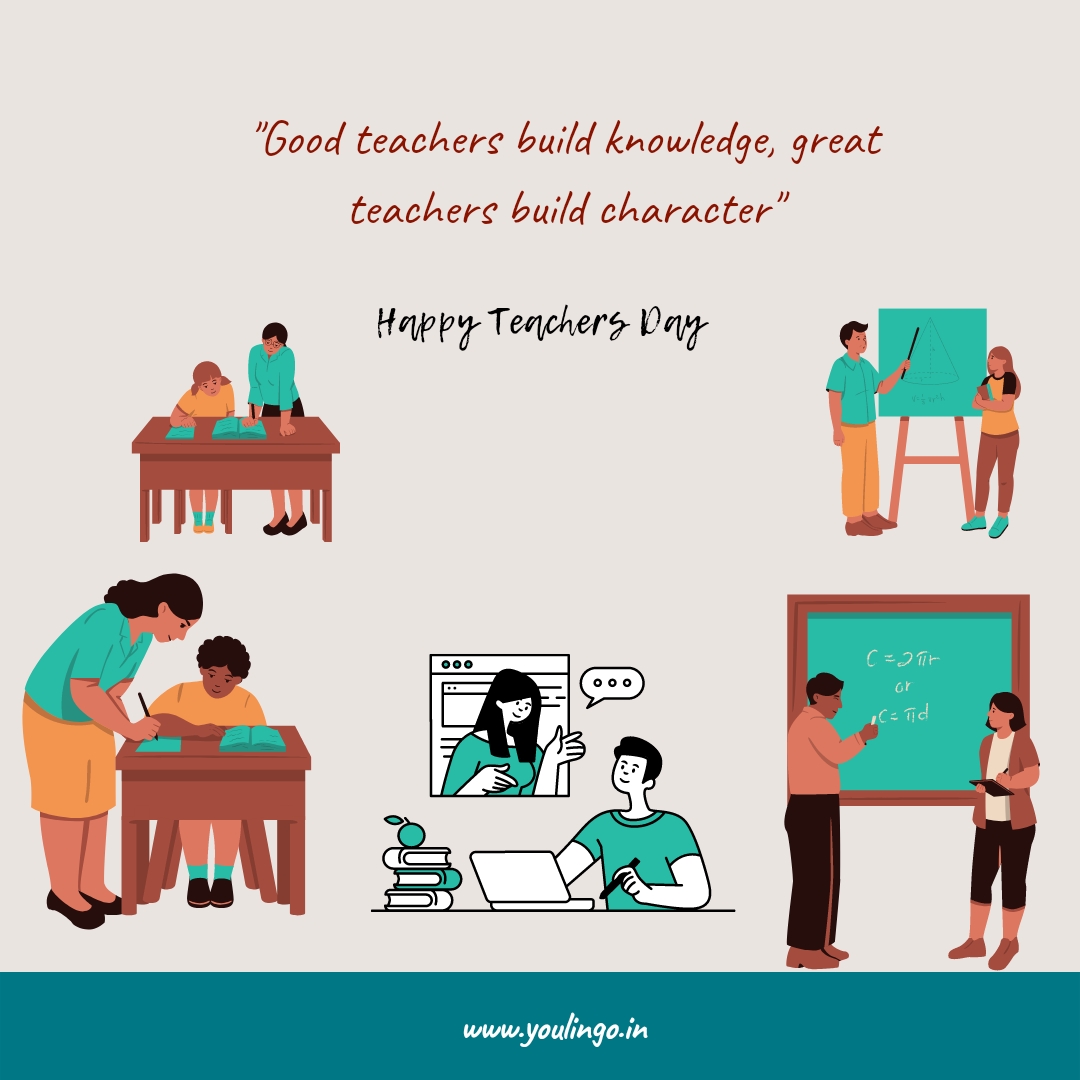 "Good teachers build knowledge, great
teachers build character"
Happy Teachers Day
C = 2πr
or
C = πd
www.youlingo.in